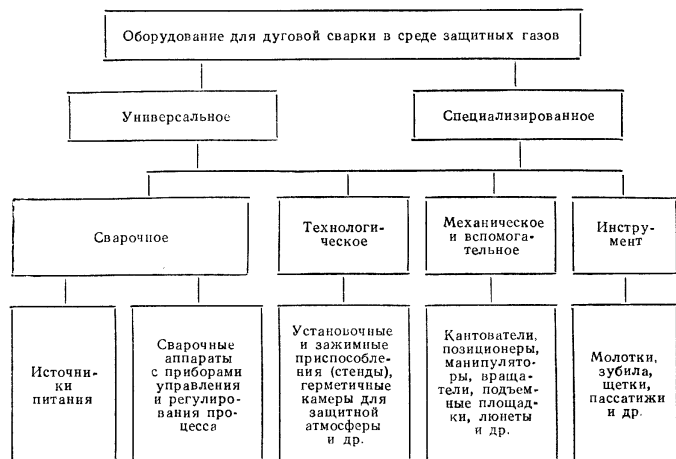 Оборудование для дуговой сварки в среде защитных газов
Универсальное
Специализированное
Сварочное
Технологи-
ческое
Механическое
и вспомога-
тельное
Инстру-
мент
Источни-
ки
питания
Сварочные
аппараты
с приборами
управления
и регулиро-
вания про-
цесса
Установочные
и зажимные
приспособле-
ния (стенды),
герметичные
камеры для
защитной
атмосферы
и др.
Кантователи,
позиционеры,
манипулято-
ры, враща-
тели, подъем-
ные площад-
ки, люнеты
и др.
Молотки,
зубила,
щетки,
пассатижи
и др.